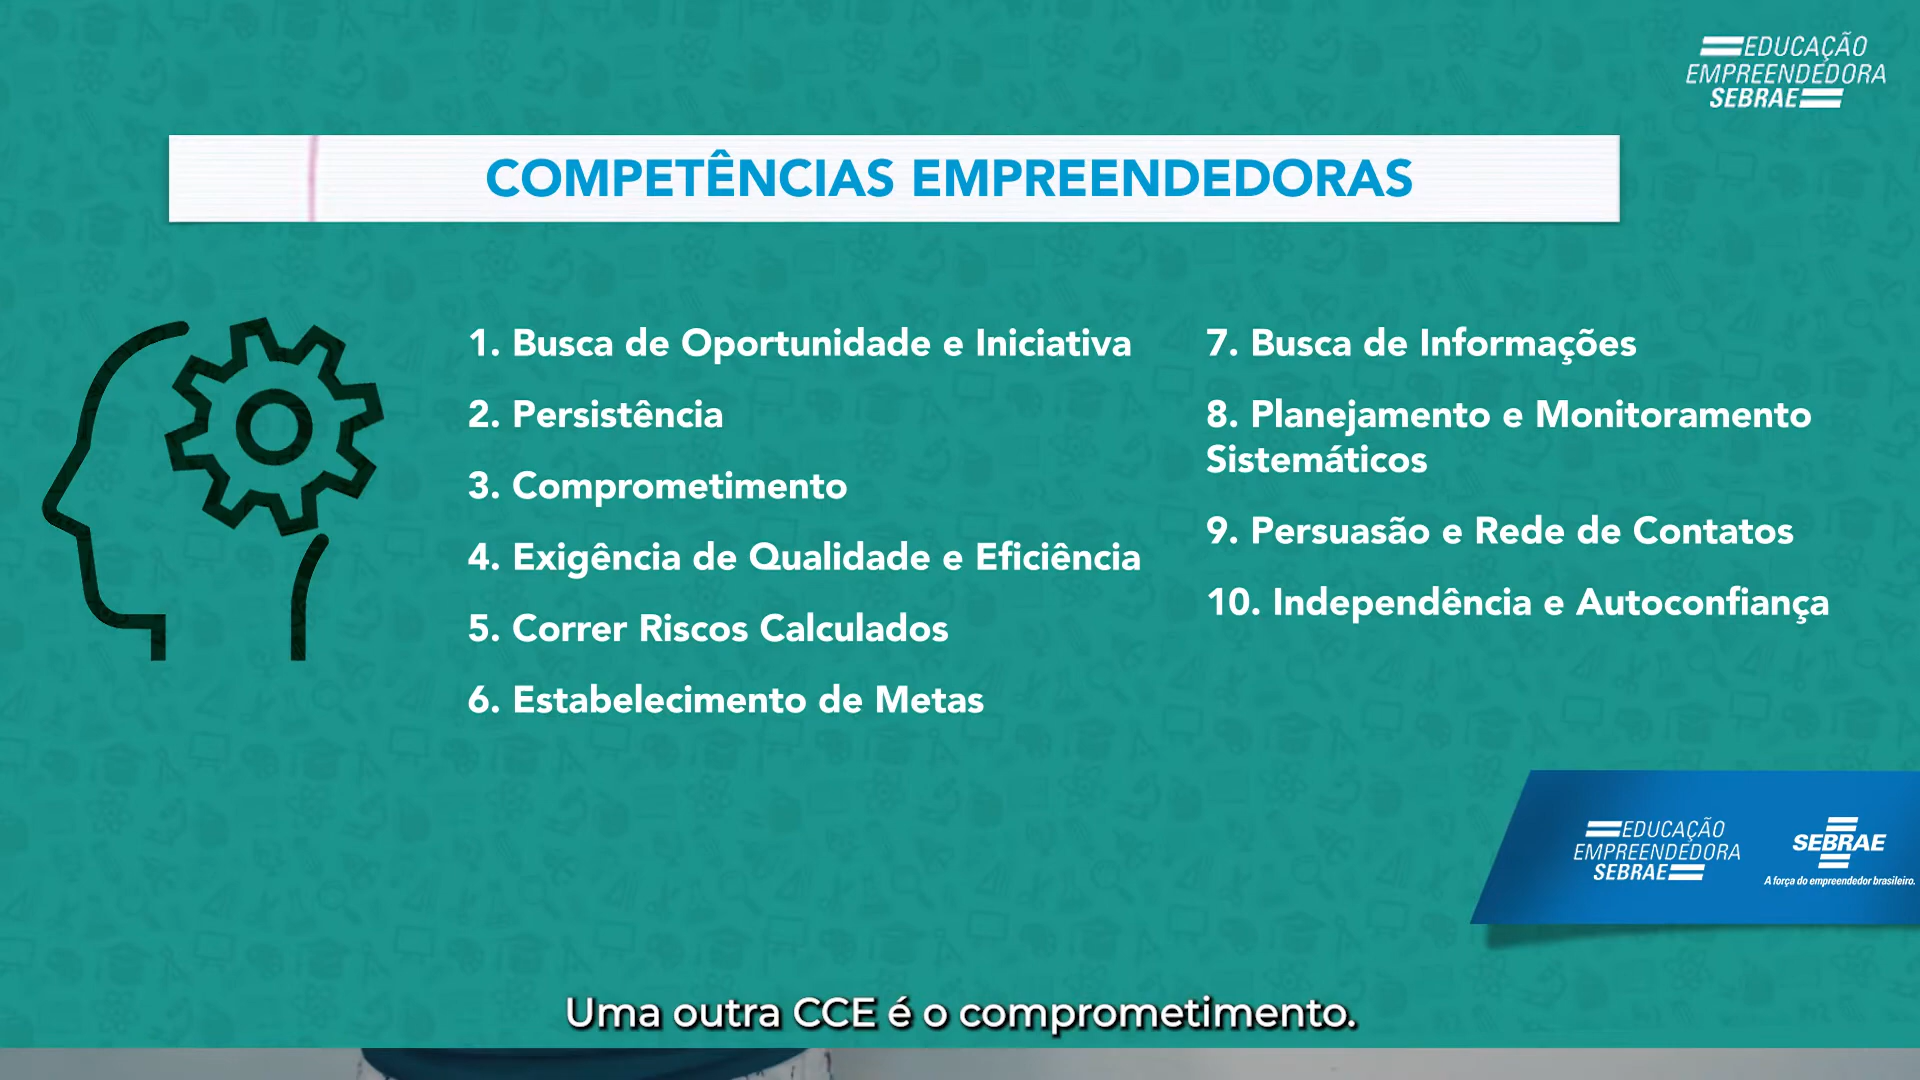 EDUCAÇÃO
EMPREENDEDORA
SEBRAE
COMPETÊNCIAS EMPREENDEDORAS
1. Busca de Oportunidade e Iniciativa
2. Persistência
3. Comprometimento
4. Exigência de Qualidade e Eficiência
5. Correr Riscos Calculados
6. Estabelecimento de Metas
7. Busca de Informações
8. Planejamento e Monitoramento
Sistemáticos
9. Persuasão e Rede de Contatos
10. Independência e Autoconfiança
EDUCAÇÃO
EMPREENDEDORA
SEBRAE
SEBRAE
A força do empreendedor brasileiro.
Uma outra CCE é o comprometimento.